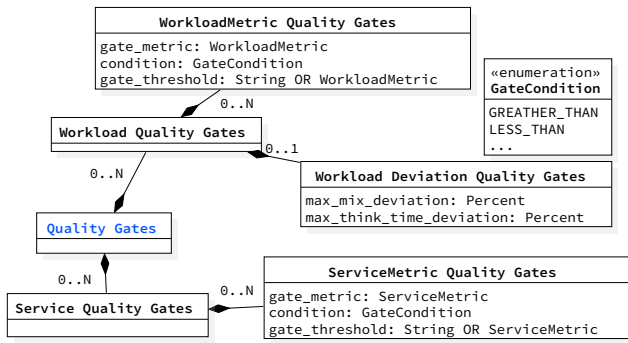 WorkloadMetric Quality Gates
gate_metric: WorkloadMetric
condition: GateCondition
gate_threshold: String OR WorkloadMetric
«enumeration»
GateCondition
GREATHER_THAN
LESS_THAN
...
0..N
Workload Quality Gates
0..1
Workload Deviation Quality Gates
max_mix_deviation: Percent
max_think_time_deviation: Percent
0..N
Quality Gates
0..N
Service Quality Gates
0..N
ServiceMetric Quality Gates
gate_metric: ServiceMetric
condition: GateCondition
gate_threshold: String OR ServiceMetric